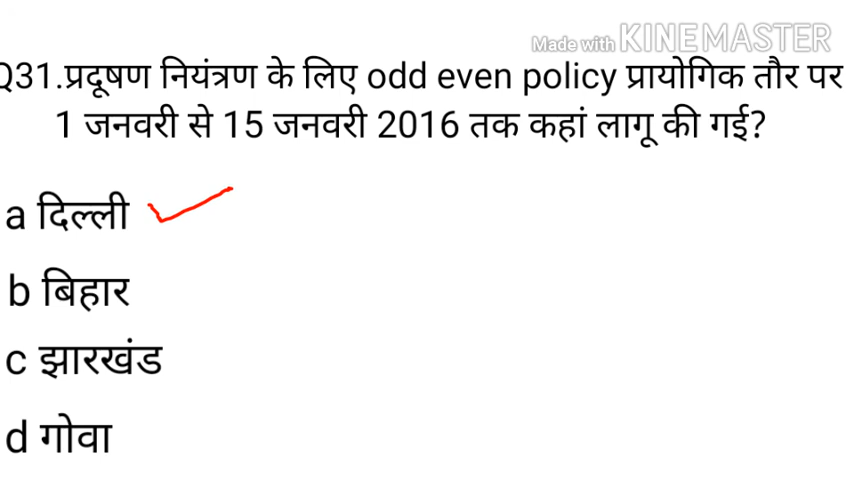 Made with KINEMASTER
Q31.प्रदूषण नियंत्रण के लिए odd even policy प्रायोगिक तौर पर
1 जनवरी से 15 जनवरी 2016 तक कहां लागू की गई?
a दिल्ली
b बिहार
c झारखंड
d गोवा